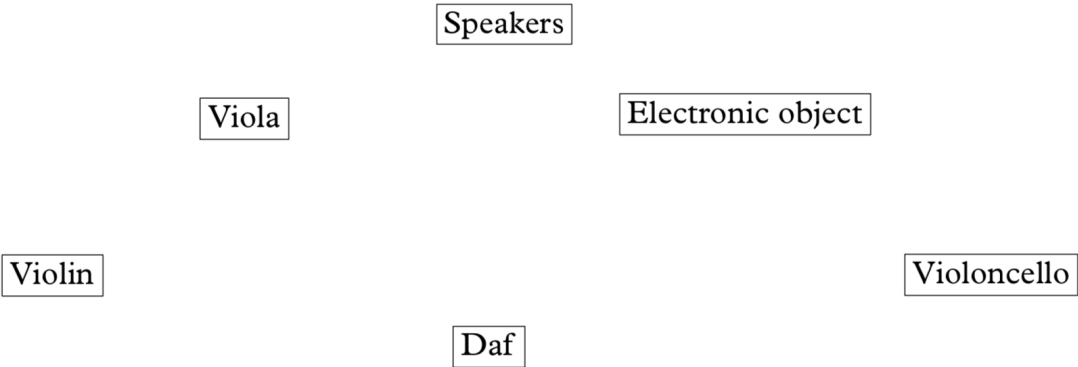 Speakers
Viola
Electronic object
Violin
Violoncello
Daf